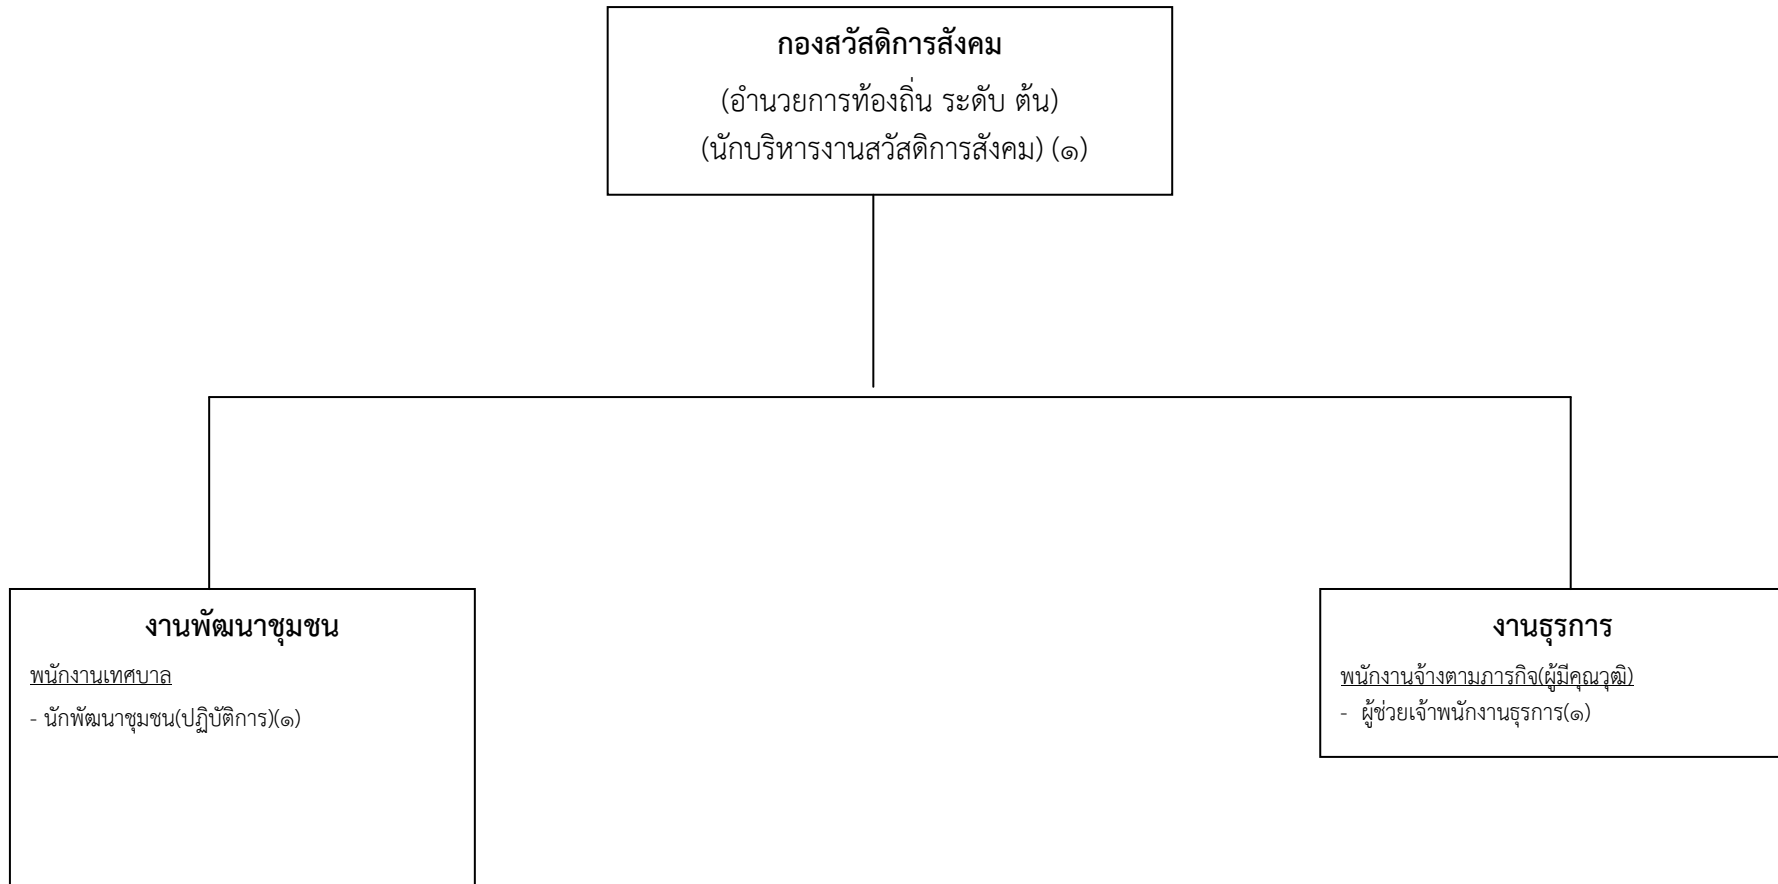 กองสวัสดิการสังคม
(อำนวยการท้องถิ่น ระดับ ต้น)
(นักบริหารงานสวัสดิการสังคม) (๑)
งานพัฒนาชุมชน
พนักงานเทศบาล
- นักพัฒนาชุมชน(ปฏิบัติการ)(๑)
งานธุรการ
พนักงานจ้างตามภารกิจ(ผู้มีคุณวุฒิ)
- ผู้ช่วยเจ้าพนักงานธุรการ(๑)